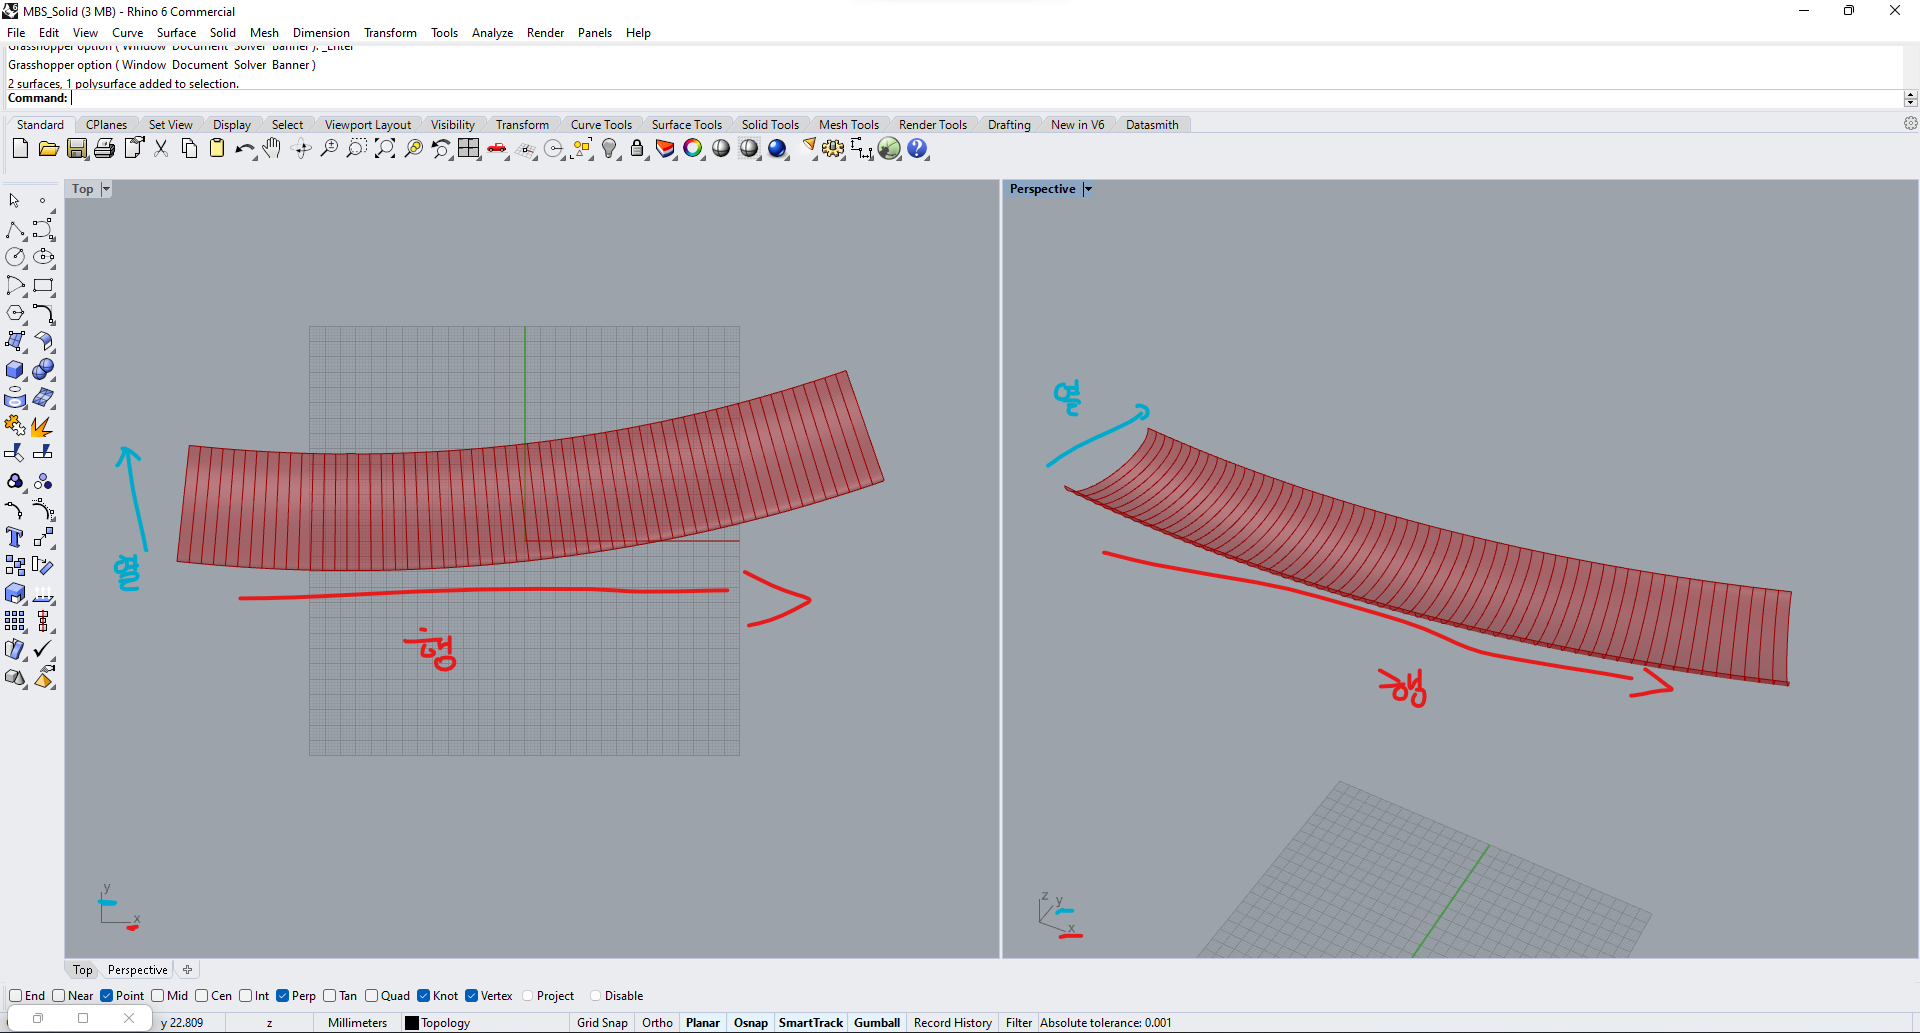 MBS_Solid (3 MB) - Rhino 6 Commercial
File Edit View Curve Surface Solid Mesh Dimension Transform Tools Analyze Render Panels Help
Grasshopper option ( Window Document Solver Banner ): _Enter
Grasshopper option ( Window Document Solver Banner )
2 surfaces, 1 polysurface added to selection.
Command:
Standard CPlanes Set View Display Select Viewport Layout Visibility Transform Curve Tools Surface Tools Solid Tools Mesh Tools Render Tools Drafting New in V6 Datasmith
Top
Perspective
열
열
행
행
y
x
z
y
x
Top Perspective
End Near Point Mid Cen Int Perp Tan Quad Knot Vertex Project Disable
y 22.809 z Millimeters Topology Grid Snap Ortho Planar Osnap SmartTrack Gumball Record History Filter Absolute tolerance: 0.001